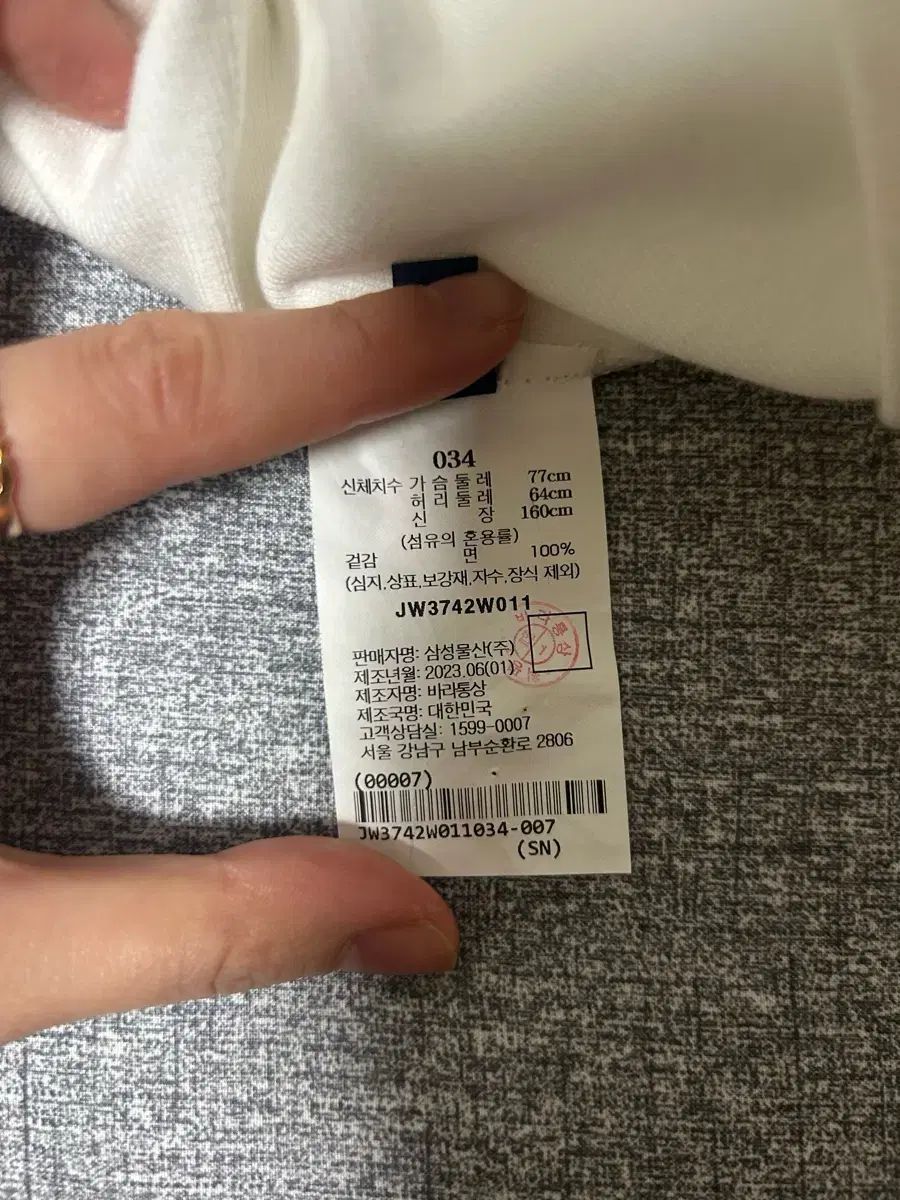 034
신체치수 가 슴 둘 레 77cm
허 리 둘 레 64cm
신 장 160cm
(섬유의 혼용률)
겉감 면 100%
(심지,상표,보강재,자수,장식 제외)
JW3742W011
판매자명: 삼성물산(주)
제조년월: 2023.06(01)
제조자명: 바리통상
제조국명: 대한민국
고객상담실: 1599-0007
서울 강남구 남부순환로 2806
(00007)
JW3742W011034-007
(SN)